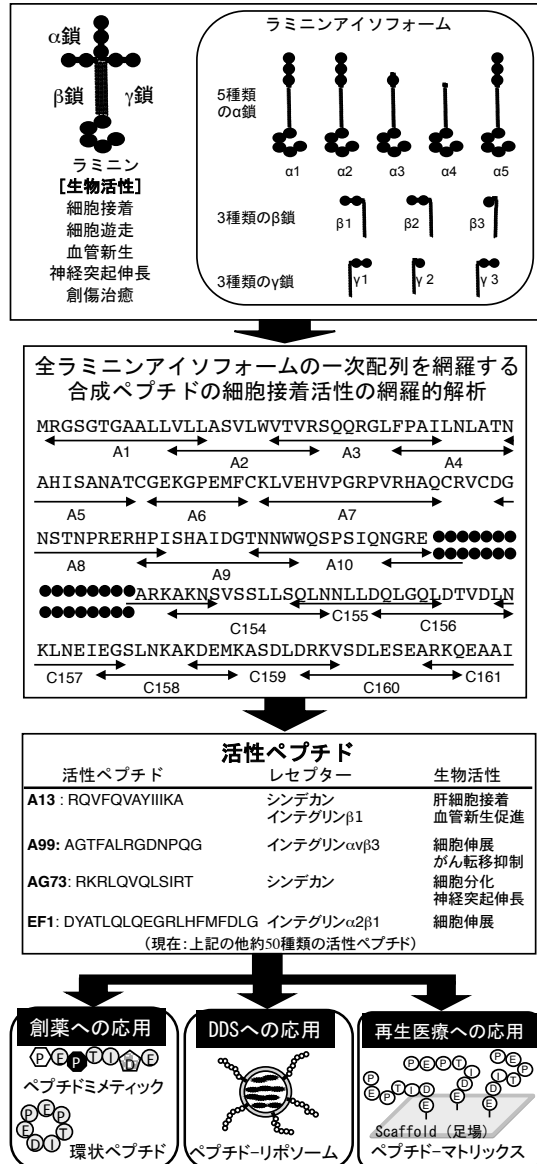 ラミニンアイソフォーム
α鎖
β鎖 γ鎖
ラミニン
[生物活性]
細胞接着
細胞遊走
血管新生
神経突起伸長
創傷治癒
5種類
のα鎖
α1 α2 α3 α4 α5
3種類のβ鎖
β1 β2 β3
3種類のγ鎖
γ1 γ2 γ3
全ラミニンアイソフォームの一次配列を網羅する
合成ペプチドの細胞接着活性の網羅的解析
MRGSGTGAALLVLLASVLWVTVRSQQRGLFPAILNLATN
A1 A2 A3 A4
AHISANATCGEKGPEMFCKLVEHVPGRPVRHAQCRVCDG
A5 A6 A7
NSTNPRERHPISHAIDGTNNWWQSPSIQNGRE
A8 A9 A10
ARKAKNSVSSLLSQLNNLLDQLGQLDTVDLN
C154 C155 C156
KLNEIEGSLNKAKDEMKASDLDRKVSDLESEARKQEAAI
C157 C158 C159 C160 C161
活性ペプチド
活性ペプチド レセプター 生物活性
A13 : RQVFQVAYIIIKA シンデカン 肝細胞接着
インテグリンβ1 血管新生促進
A99: AGTFALRGDNPQG インテグリンαvβ3 細胞伸展
がん転移抑制
AG73: RKRLQVQLSIRT シンデカン 細胞分化
神経突起伸長
EF1: DYATLQLQEGRLHFMFDLG インテグリンα2β1 細胞伸展
(現在：上記の他約50種類の活性ペプチド)
創薬への応用
PEPTIDE
ペプチドミメティック
PEPTIDE
環状ペプチド
DDSへの応用
ペプチド-リポソーム
再生医療への応用
PEPTIDE
PEPTIDE
PEPTIDE
Scaffold (足場)
ペプチド-マトリックス